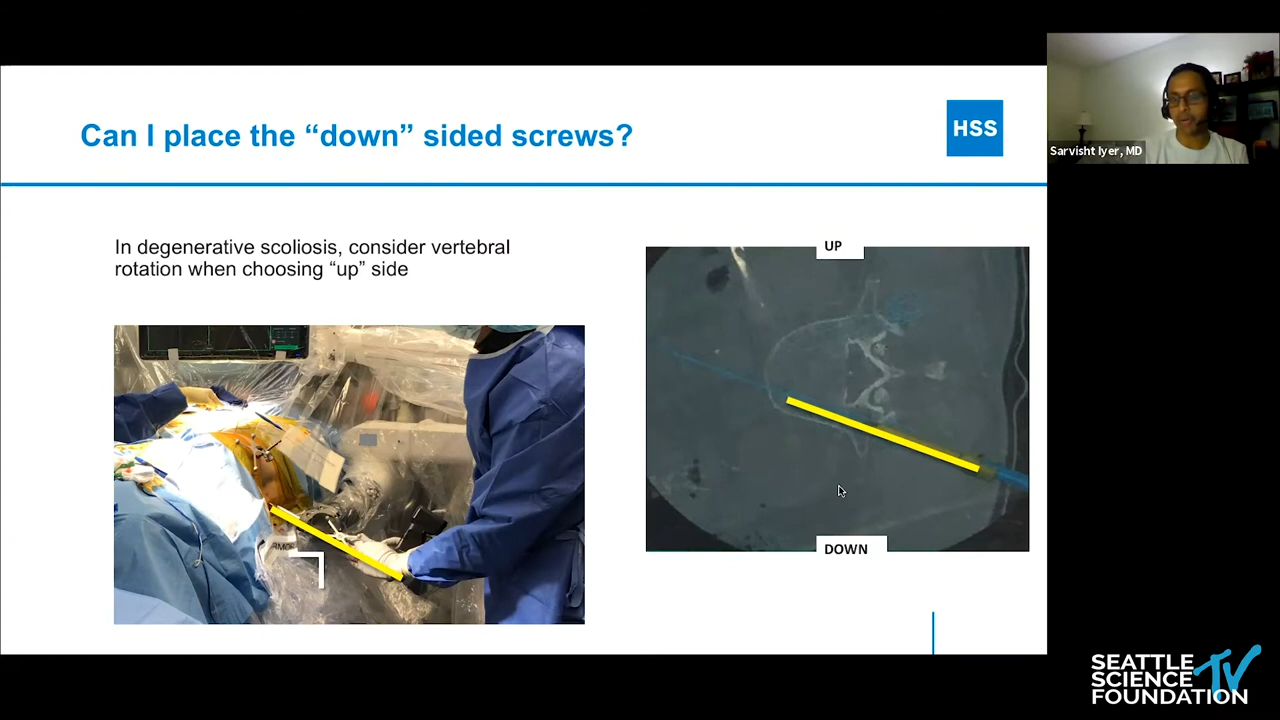 Can I place the “down” sided screws?
HSS
In degenerative scoliosis, consider vertebral
rotation when choosing “up” side
UP
DOWN
Sarvisht Iyer, MD
SEATTLE
SCIENCE TV
FOUNDATION